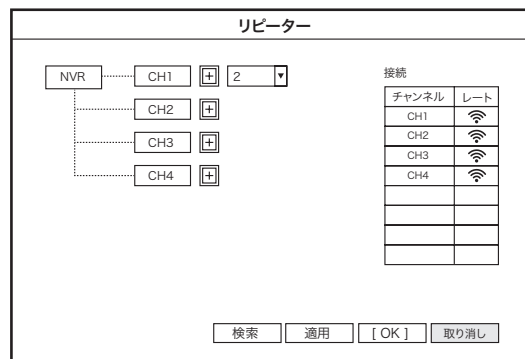 リピーター
NVR CH1 + 2
CH2 +
CH3 +
CH4 +
接続
チャンネル レート
CH1
CH2
CH3
CH4
検索 適用 [ OK ] 取り消し